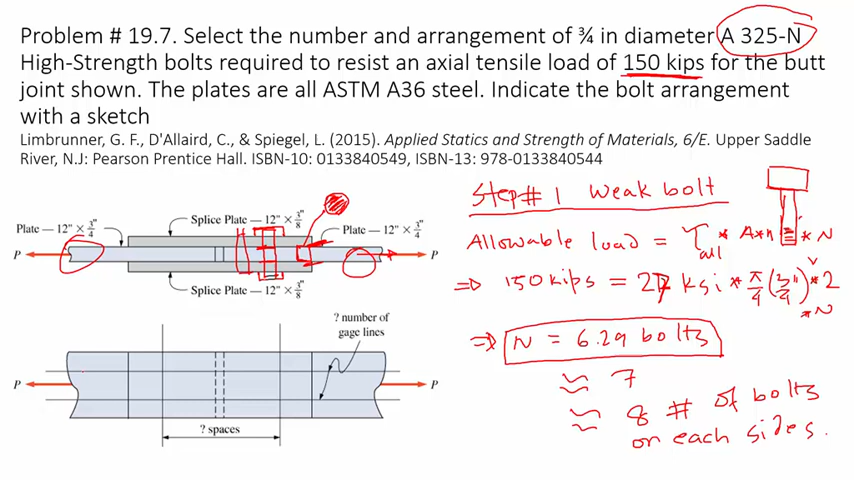 Problem # 19.7. Select the number and arrangement of ¾ in diameter A 325-N
High-Strength bolts required to resist an axial tensile load of 150 kips for the butt
joint shown. The plates are all ASTM A36 steel. Indicate the bolt arrangement
with a sketch
Limbrunner, G. F., D'Allaird, C., & Spiegel, L. (2015). Applied Statics and Strength of Materials, 6/E. Upper Saddle
River, N.J: Pearson Prentice Hall. ISBN-10: 0133840549, ISBN-13: 978-0133840544
Step# 1 Weak bolt
Splice Plate — 12" × 3/8"
Plate — 12" × 3/4"
Plate — 12" × 3/4"
P
P
Splice Plate — 12" × 3/8"
Allowable load = τall * A*n * N
⇒ 150 kips = 27 ksi * π/4 (3/4")² * 2
* N
⇒ N = 6.29 bolts
≈ 7
≈ 8 # of bolts
on each sides.
? number of
gage lines
P
P
? spaces